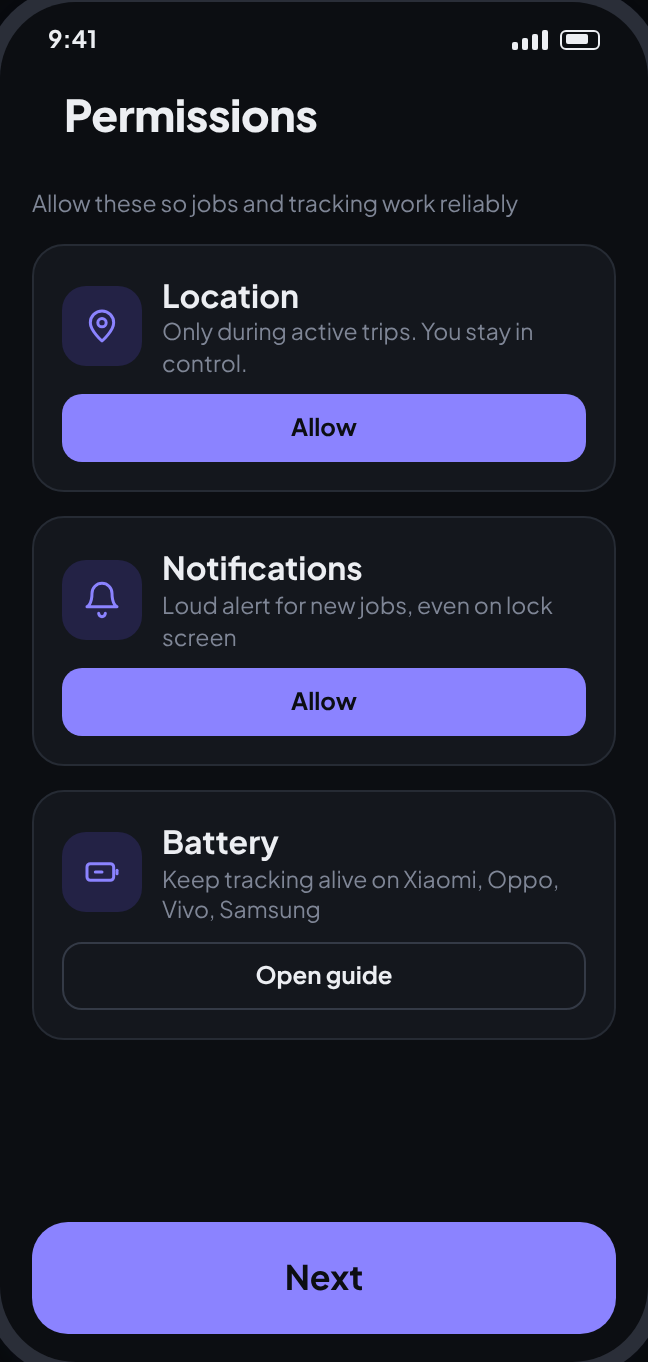 9:41
Permissions
Allow these so jobs and tracking work reliably
Location
Only during active trips. You stay in
control.
Allow
Notifications
Loud alert for new jobs, even on lock
screen
Allow
Battery
Keep tracking alive on Xiaomi, Oppo,
Vivo, Samsung
Open guide
Next